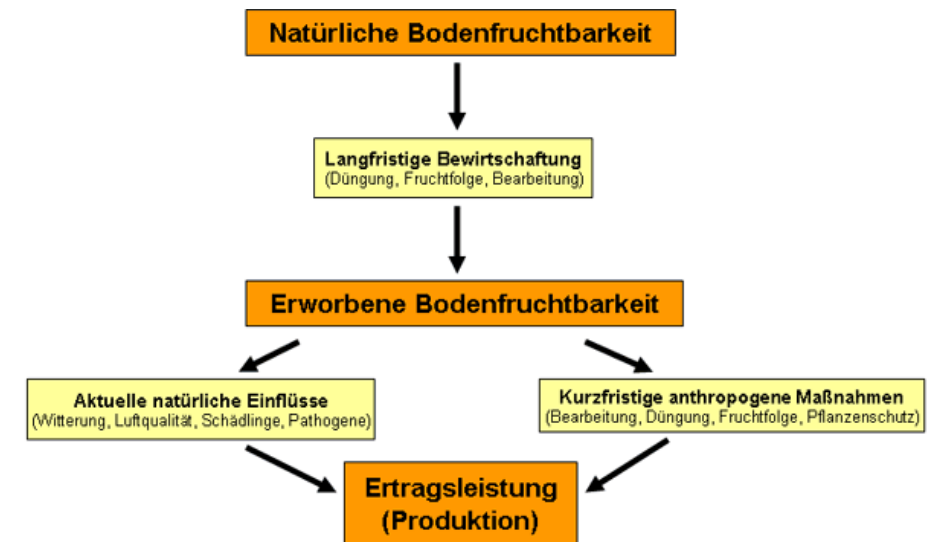 Natürliche Bodenfruchtbarkeit
Langfristige Bewirtschaftung
(Düngung, Fruchtfolge, Bearbeitung)
Erworbene Bodenfruchtbarkeit
Aktuelle natürliche Einflüsse
(Witterung, Luftqualität, Schädlinge, Pathogene)
Kurzfristige anthropogene Maßnahmen
(Bearbeitung, Düngung, Fruchtfolge, Pflanzenschutz)
Ertragsleistung
(Produktion)